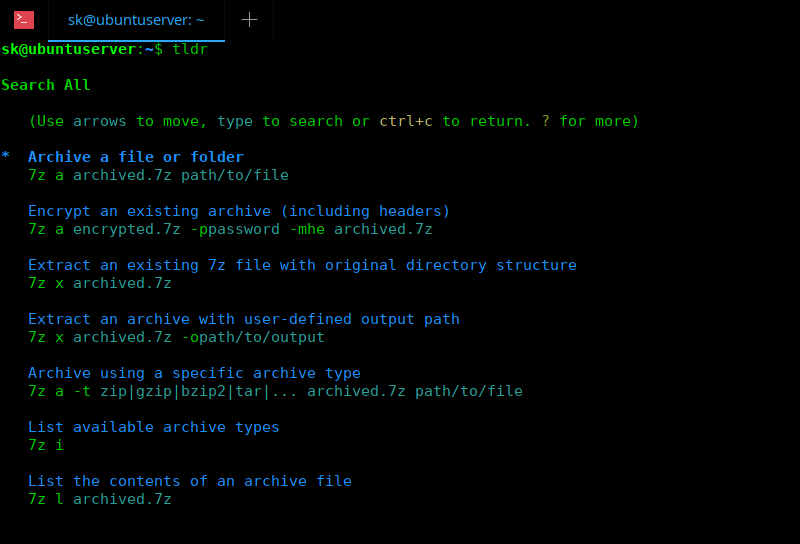 sk@ubuntuserver: ~
sk@ubuntuserver:~$ tldr
Search All
(Use arrows to move, type to search or ctrl+c to return. ? for more)
* Archive a file or folder
7z a archived.7z path/to/file
Encrypt an existing archive (including headers)
7z a encrypted.7z -ppassword -mhe archived.7z
Extract an existing 7z file with original directory structure
7z x archived.7z
Extract an archive with user-defined output path
7z x archived.7z -opath/to/output
Archive using a specific archive type
7z a -t zip|gzip|bzip2|tar|... archived.7z path/to/file
List available archive types
7z i
List the contents of an archive file
7z l archived.7z